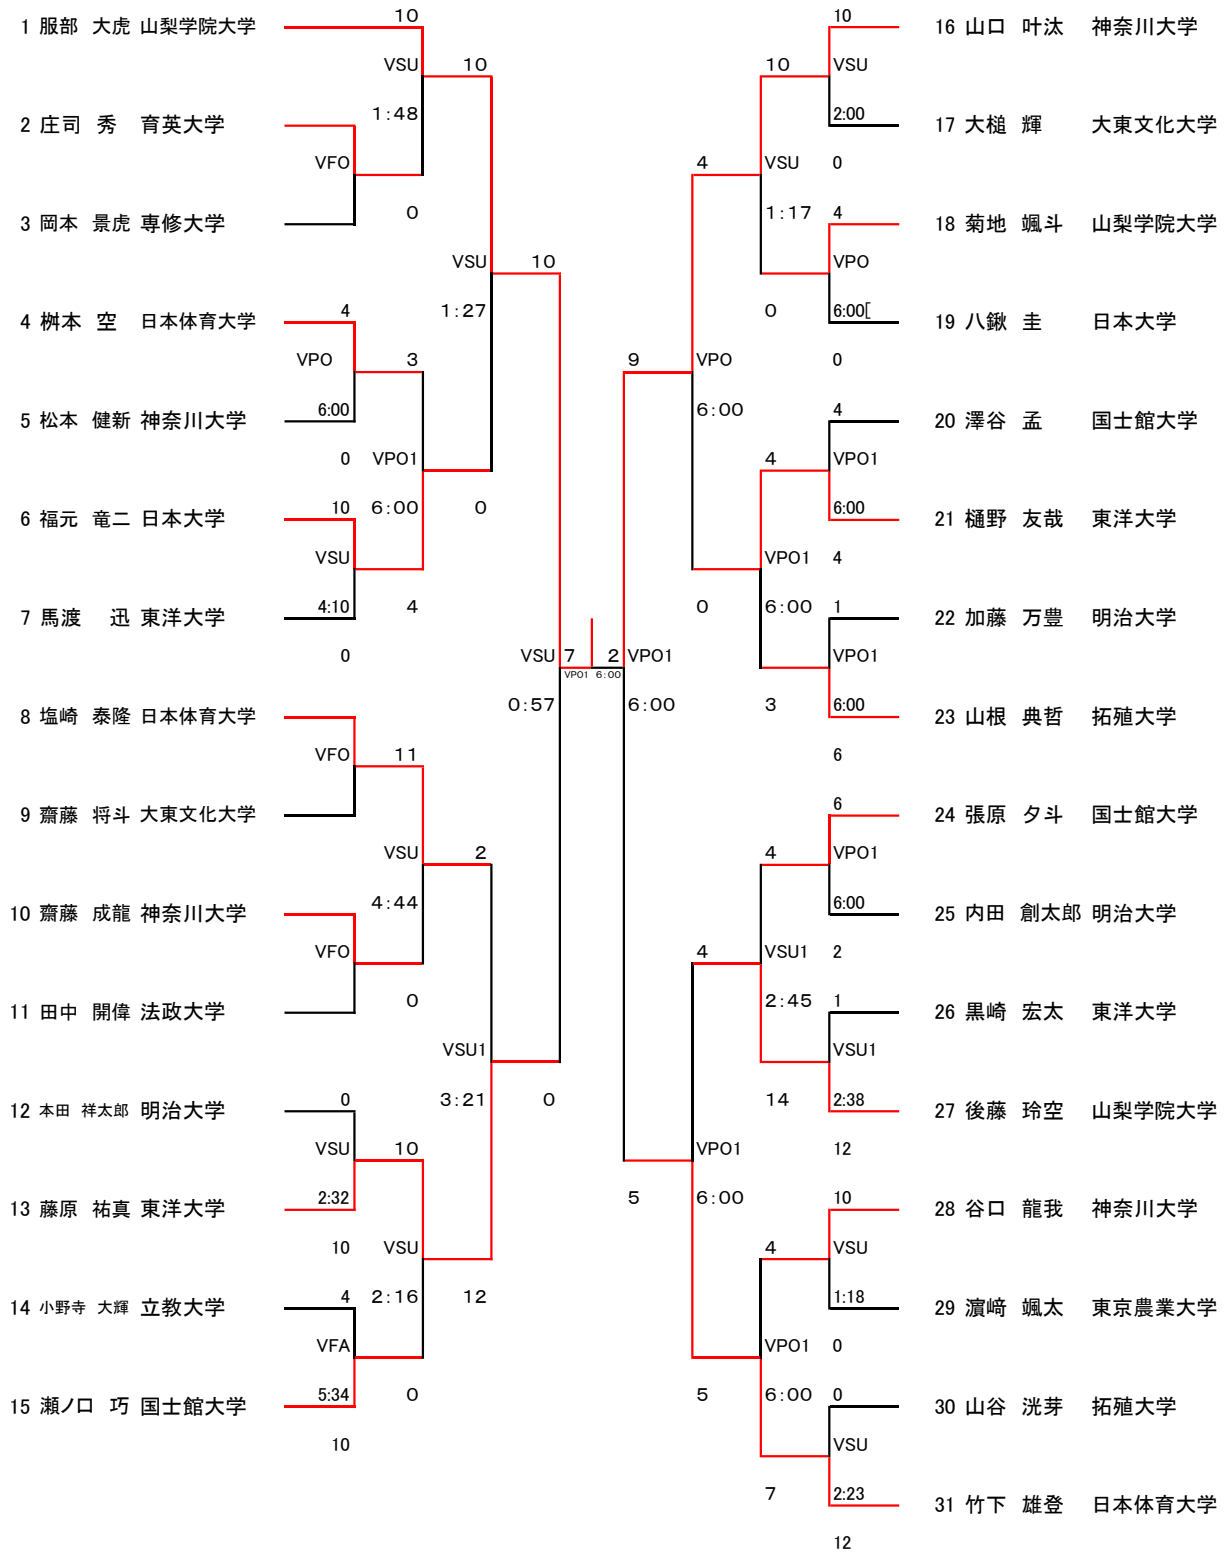 10
1 服部 大虎 山梨学院大学
VSU 10
1:48
2 庄司 秀 育英大学
VFO
0
3 岡本 景虎 専修大学
VSU 10
1:27
4
4 桝本 空 日本体育大学
VPO 3
6:00
5 松本 健新 神奈川大学
0 VPO1
10 6:00 0
6 福元 竜二 日本大学
VSU
4:10 4
7 馬渡 迅 東洋大学
0
VSU 7 2 VPO1
VPO1 6:00
0:57 6:00
8 塩崎 泰隆 日本体育大学
VFO 11
9 齋藤 将斗 大東文化大学
VSU 2
4:44
10 齋藤 成龍 神奈川大学
VFO
0
11 田中 開偉 法政大学
VSU1
0 3:21 0
12 本田 祥太郎 明治大学
VSU 10
2:32
13 藤原 祐真 東洋大学
10 VSU
4 2:16 12
14 小野寺 大輝 立教大学
VFA
5:34 0
15 瀬ノ口 巧 国士館大学
10
10
16 山口 叶汰 神奈川大学
10 VSU
2:00
17 大槌 輝 大東文化大学
4 VSU 0
1:17 4
18 菊地 颯斗 山梨学院大学
VPO
0 6:00[
19 八鍬 圭 日本大学
9 VPO 0
6:00 4
20 澤谷 孟 国士館大学
4 VPO1
6:00
21 樋野 友哉 東洋大学
VPO1 4
0 6:00 1
22 加藤 万豊 明治大学
VPO1
3 6:00
23 山根 典哲 拓殖大学
6
6
24 張原 夕斗 国士館大学
4 VPO1
6:00
25 内田 創太郎 明治大学
4 VSU1 2
2:45 1
26 黒崎 宏太 東洋大学
VSU1
14 2:38
27 後藤 玲空 山梨学院大学
VPO1 12
5 6:00 10
28 谷口 龍我 神奈川大学
4 VSU
1:18
29 濵﨑 颯太 東京農業大学
VPO1 0
5 6:00 0
30 山谷 洸芽 拓殖大学
VSU
7 2:23
31 竹下 雄登 日本体育大学
12